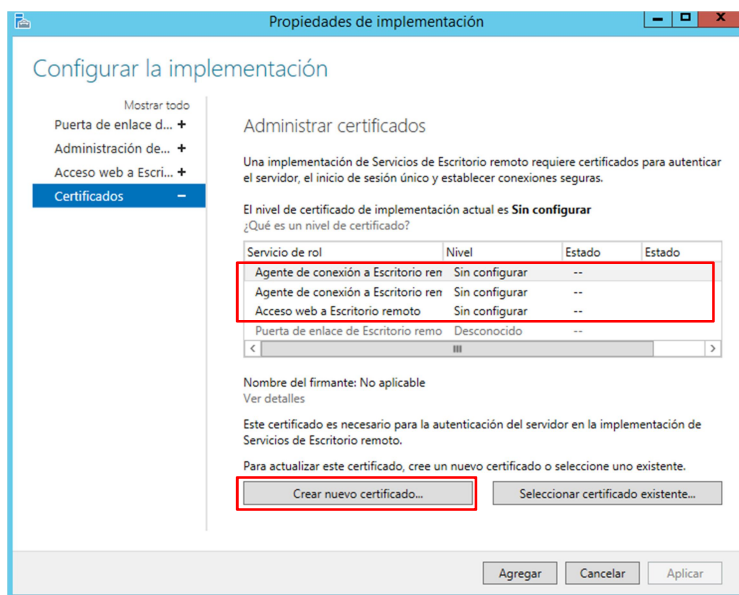 Propiedades de implementación
Configurar la implementación
Mostrar todo
Puerta de enlace d... +
Administración de... +
Acceso web a Escri... +
Certificados –
Administrar certificados
Una implementación de Servicios de Escritorio remoto requiere certificados para autenticar
el servidor, el inicio de sesión único y establecer conexiones seguras.
El nivel de certificado de implementación actual es Sin configurar
¿Qué es un nivel de certificado?
Servicio de rol Nivel Estado Estado
Agente de conexión a Escritorio ren Sin configurar --
Agente de conexión a Escritorio ren Sin configurar --
Acceso web a Escritorio remoto Sin configurar --
Puerta de enlace de Escritorio remo Desconocido --
Nombre del firmante: No aplicable
Ver detalles
Este certificado es necesario para la autenticación del servidor en la implementación de
Servicios de Escritorio remoto.
Para actualizar este certificado, cree un nuevo certificado o seleccione uno existente.
Crear nuevo certificado... Seleccionar certificado existente...
Agregar Cancelar Aplicar